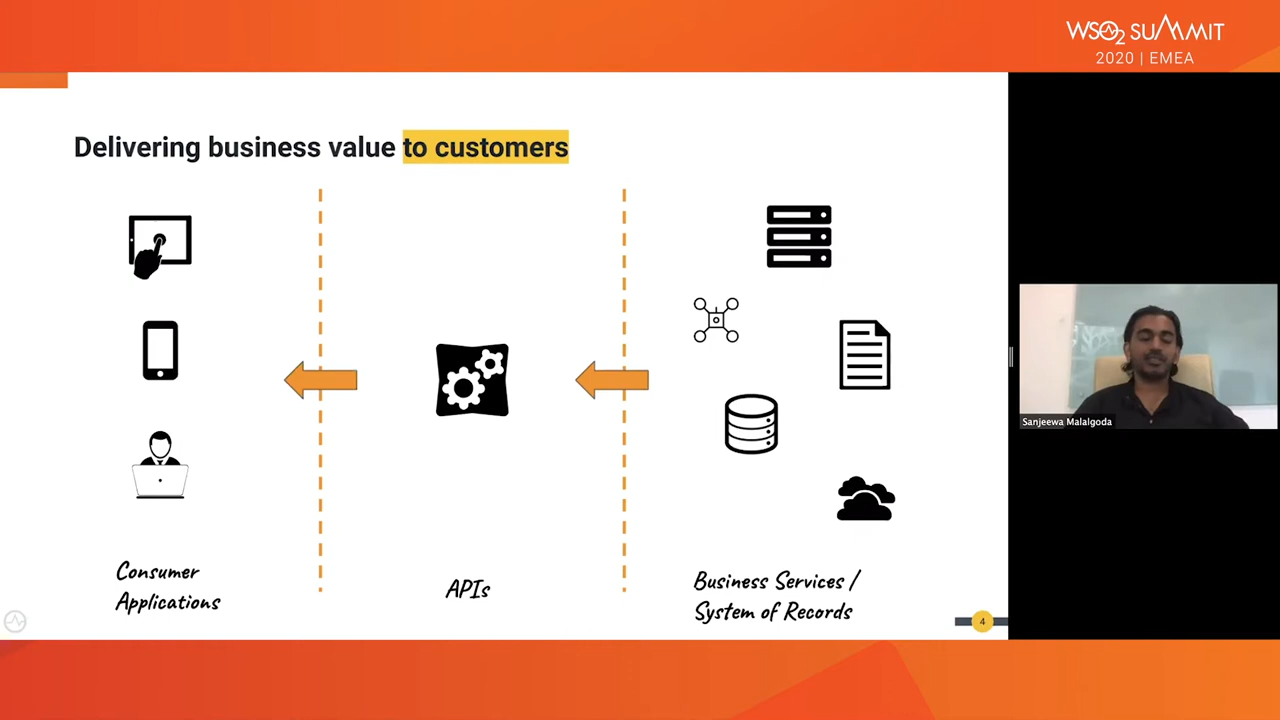 WSO2 SUMMIT
2020 | EMEA
Delivering business value to customers
Consumer
Applications
APIs
Business Services /
System of Records
4
Sanjeewa Malalgoda